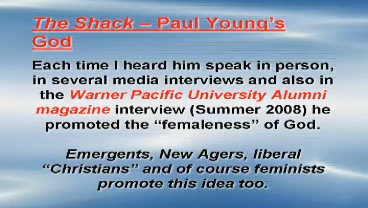 The Shack – Paul Young's
God
Each time I heard him speak in person,
in several media interviews and also in
the Warner Pacific University Alumni
magazine interview (Summer 2008) he
promoted the “femaleness” of God.
Emergents, New Agers, liberal
“Christians” and of course feminists
promote this idea too.